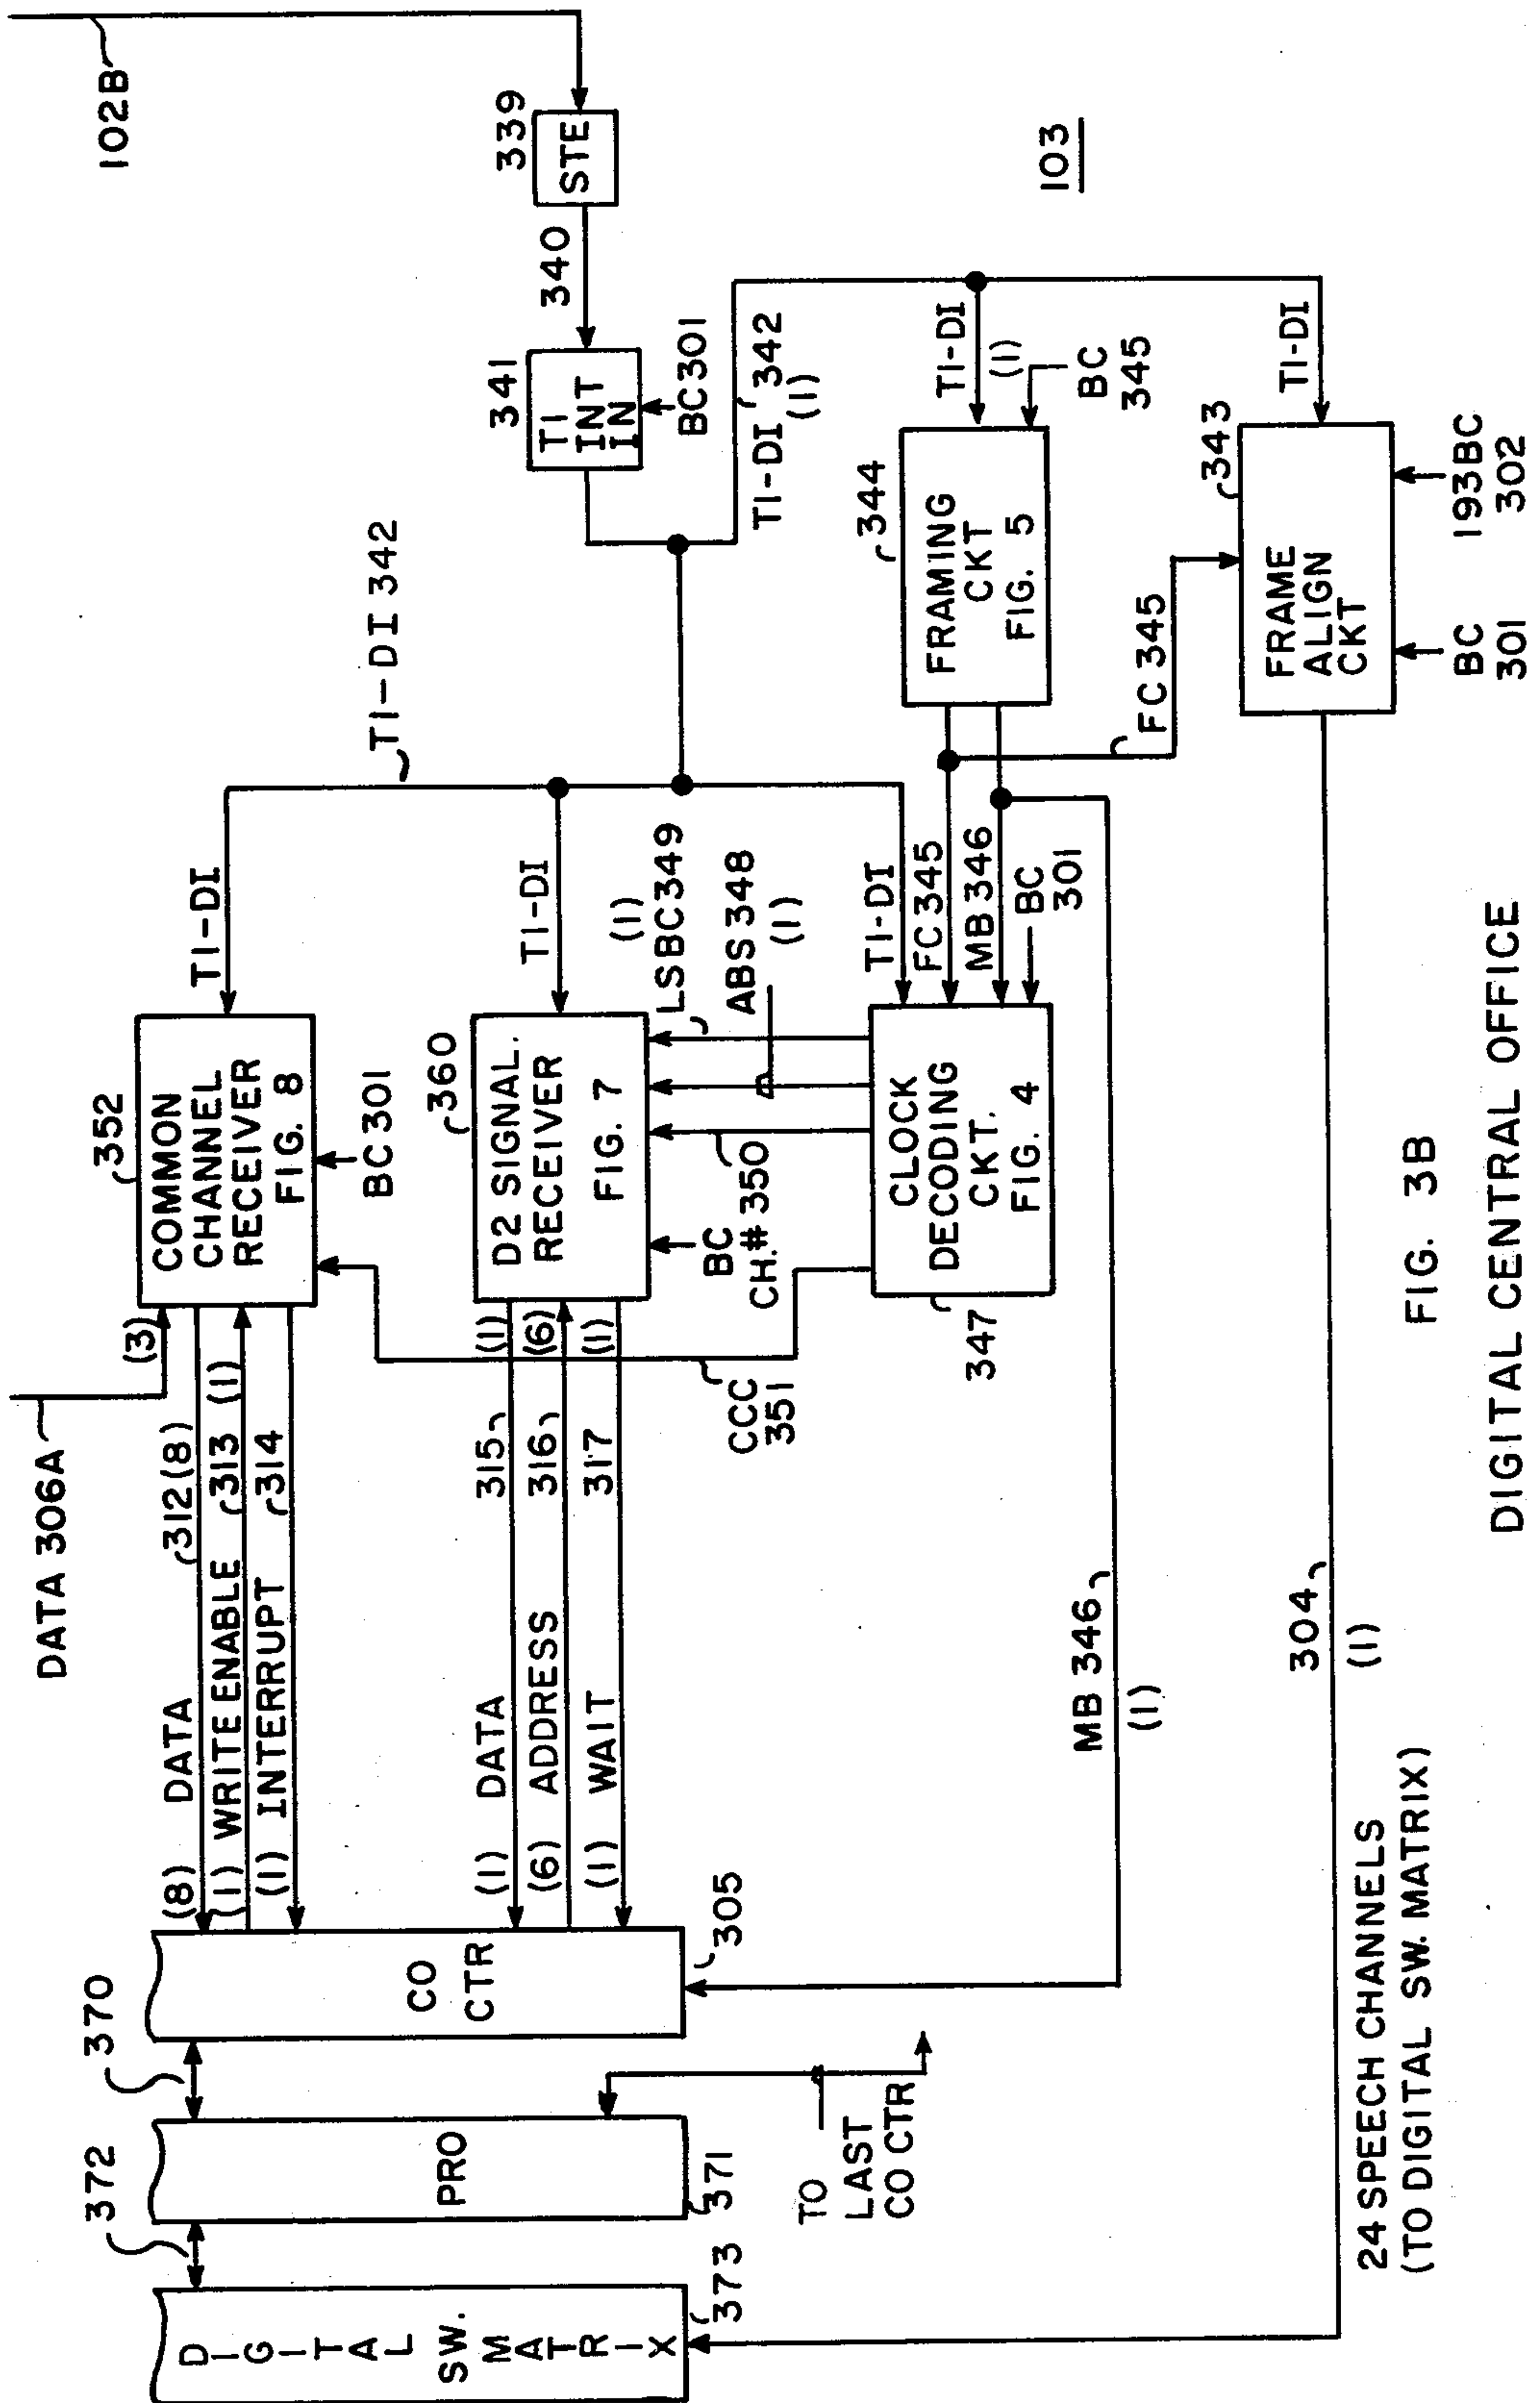 102B
339
STE
340
341
T1
INT
IN
BC301
T1-DI 342
(1)
103
T1-DI 342
T1-DI
(1)
BC
345
344
FRAMING
CKT
FIG. 5
T1-DI
343
FRAME
ALIGN
CKT
193BC
302
BC
301
FC 345
DATA 306A
(3)
352
COMMON
CHANNEL
RECEIVER
FIG. 8
T1-DI
BC301
360
D2 SIGNAL.
RECEIVER
FIG. 7
T1-DI
(1)
LSBC349
ABS 348
(1)
BC
CH.# 350
T1-DI
FC345
MB346
BC
301
CLOCK
DECODING
CKT.
FIG. 4
347
CCC
351
(8) DATA 312(8)
(1) WRITE ENABLE 313 (1)
(1) INTERRUPT 314
(1) DATA 315 (1)
(6) ADDRESS 316 (6)
(1) WAIT 317 (1)
CO
CTR
305
MB 346
(1)
370
PRO
371
372
TO
LAST
CO CTR
DIGITAL
SW.
MATRIX
373
304
(1)
24 SPEECH CHANNELS
(TO DIGITAL SW. MATRIX)
FIG. 3B
DIGITAL CENTRAL OFFICE